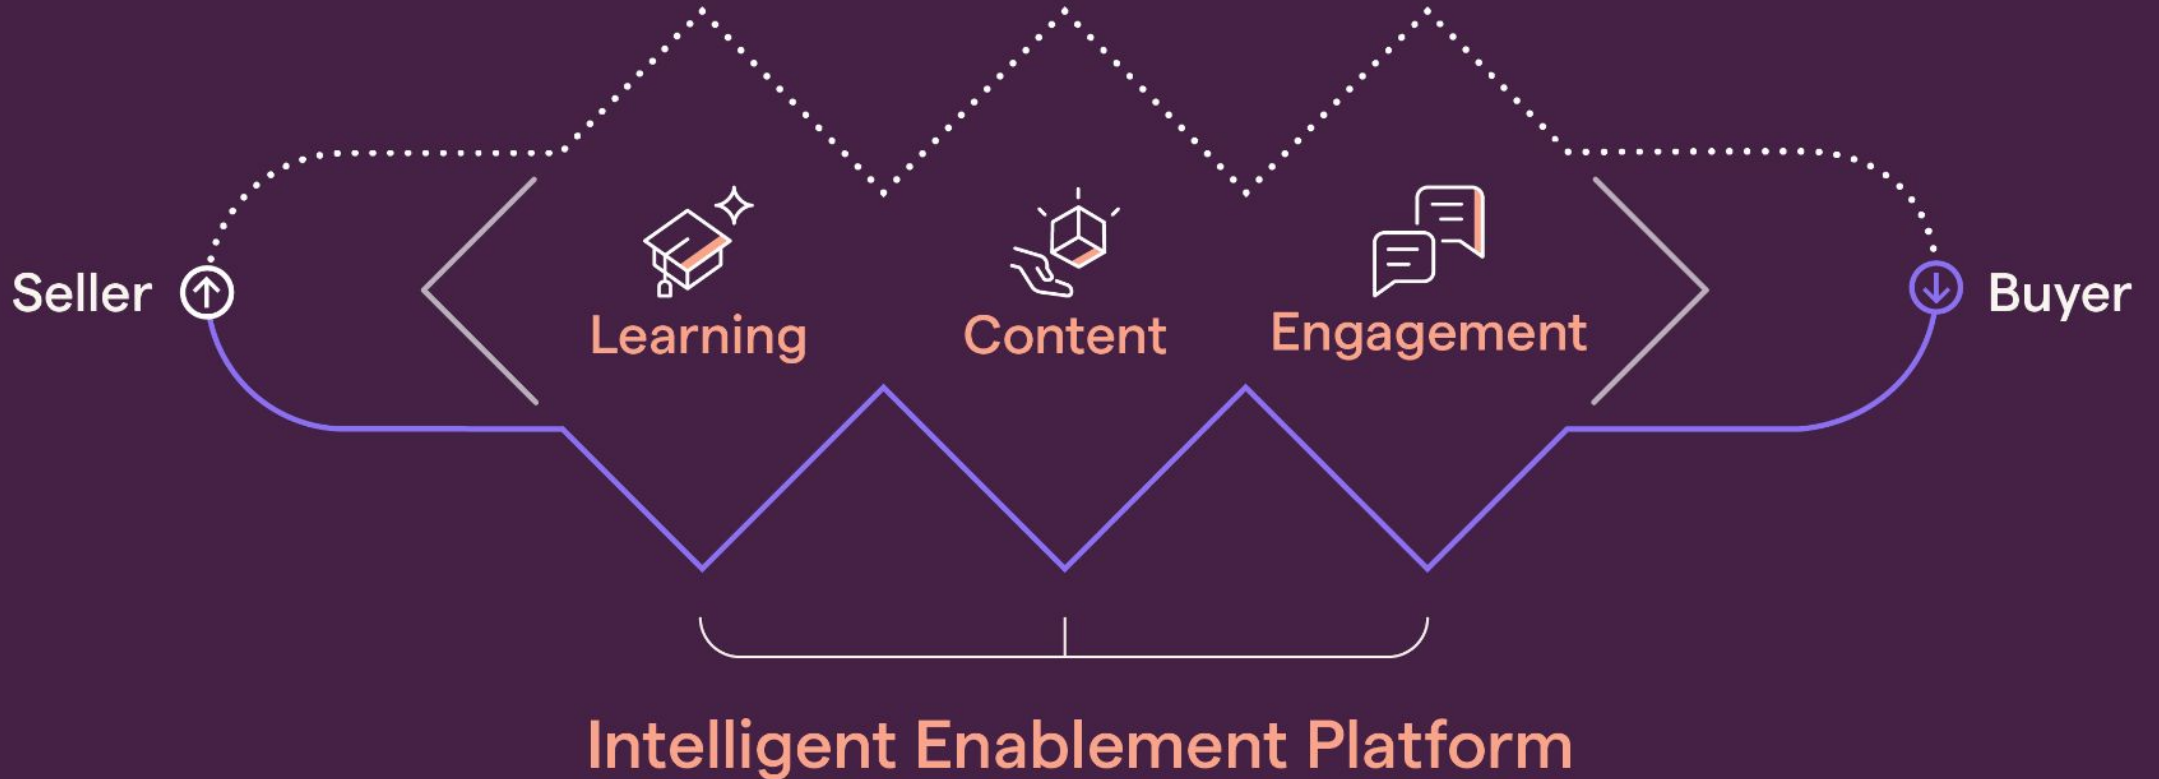 Seller
Learning
Content
Engagement
Buyer
Intelligent Enablement Platform